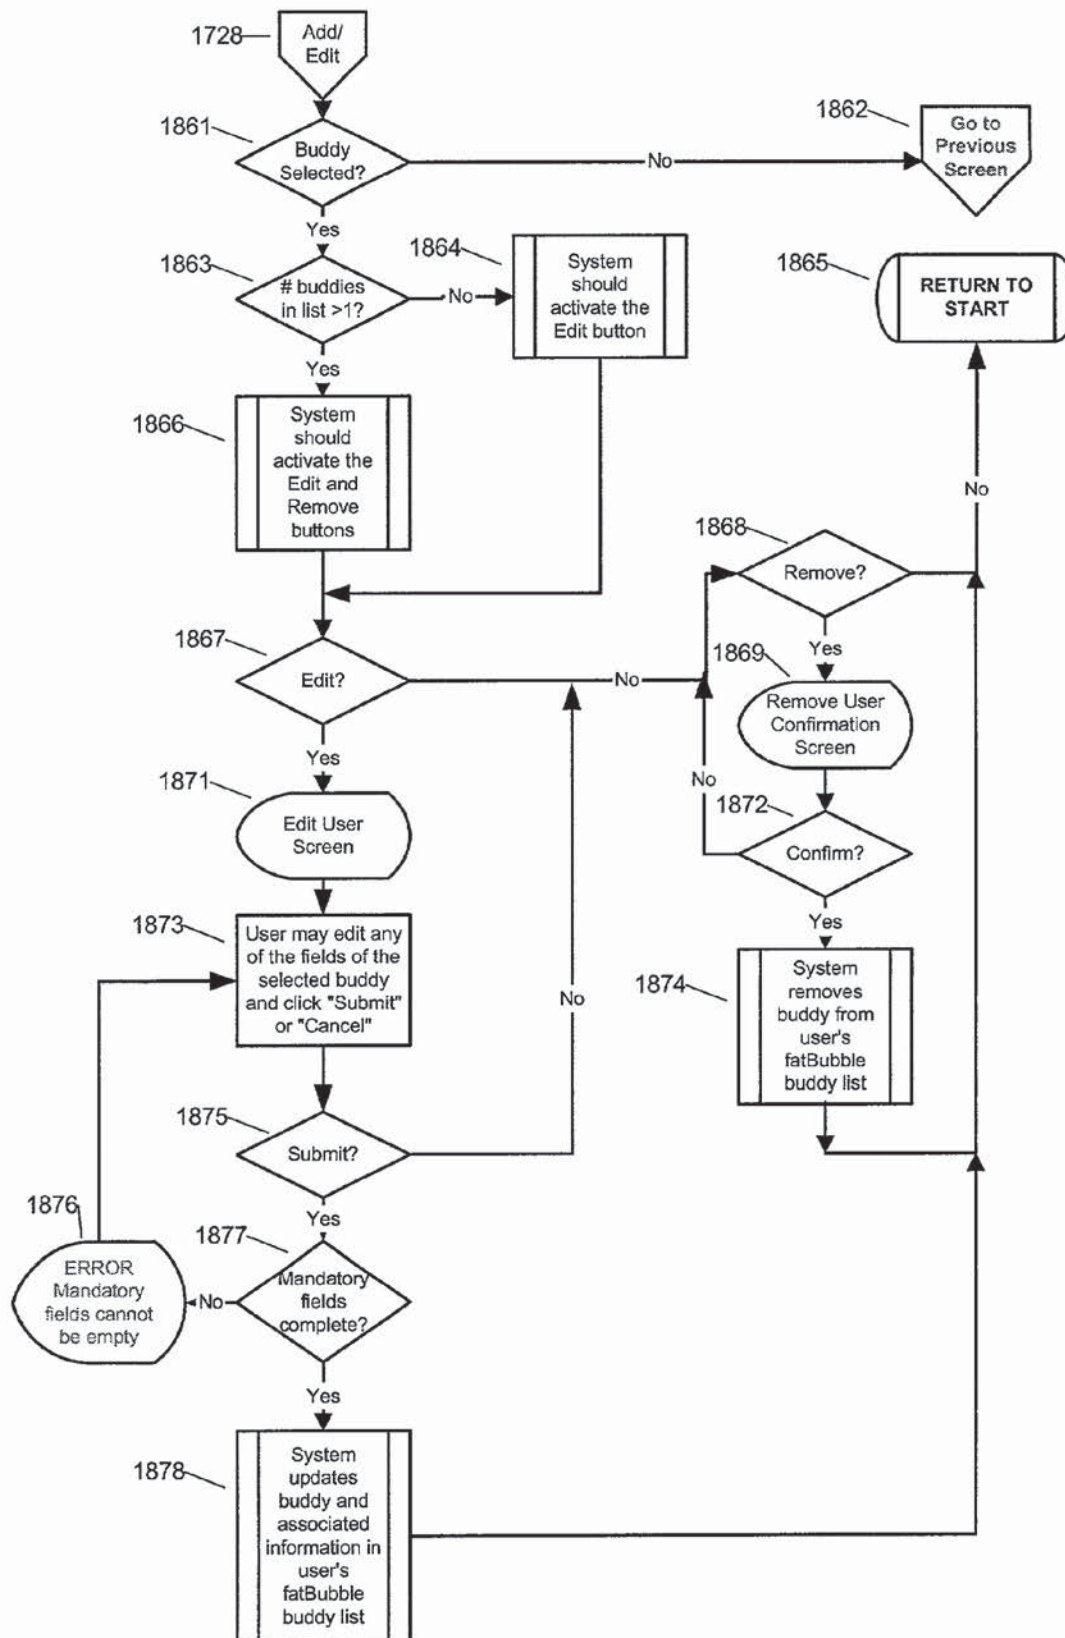 1728
Add/
Edit
1861
Buddy
Selected?
No
1862
Go to
Previous
Screen
Yes
1863
# buddies
in list >1?
No
1864
System
should
activate the
Edit button
1865
RETURN TO
START
Yes
1866
System
should
activate the
Edit and
Remove
buttons
No
1868
Remove?
1867
Edit?
No
Yes
1869
Remove User
Confirmation
Screen
Yes
1871
Edit User
Screen
No
1872
Confirm?
1873
User may edit any
of the fields of the
selected buddy
and click "Submit"
or "Cancel"
No
Yes
1874
System
removes
buddy from
user's
fatBubble
buddy list
1875
Submit?
Yes
1876
ERROR
Mandatory
fields cannot
be empty
1877
Mandatory
fields
complete?
No
Yes
1878
System
updates
buddy and
associated
information in
user's
fatBubble
buddy list